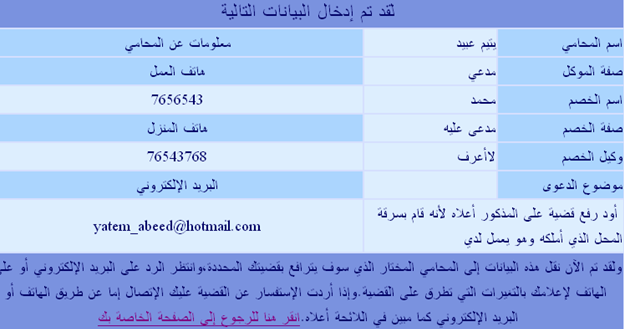 لقد تم إدخال البيانات التالية
اسم المحامي يتيم عبيد معلومات عن المحامي
صفة الموكل مدعي هاتف العمل
اسم الخصم محمد 7656543
صفة الخصم مدعى عليه هاتف المنزل
وكيل الخصم لاأعرف 76543768
موضوع الدعوى البريد الإلكتروني
أود رفع قضية على المذكور أعلاه لأنه قام بسرقة
المحل الذي أملكه وهو يعمل لدي
yatem_abeed@hotmail.com
ولقد تم الآن نقل هذه البيانات إلى المحامي المختار الذي سوف يترافع بقضيتك المحددة،وانتظر الرد على البريد الإلكتروني أو على
الهاتف لإعلامك بالتغيرات التي تطرق على القضية.وإذا أردت الإستفسار عن القضية عليك الإتصال إما عن طريق الهاتف أو
البريد الإلكتروني كما مبين في اللائحة أعلاه.انقر هنا للرجوع إلى الصفحة الخاصة بك